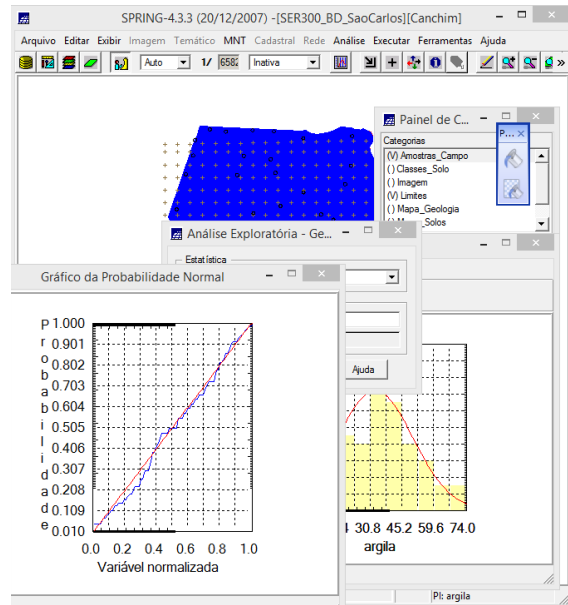 SPRING-4.3.3 (20/12/2007) -[SER300_BD_SaoCarlos][Canchim]
Arquivo Editar Exibir Imagem Temático MNT Cadastral Rede Análise Executar Ferramentas Ajuda
Auto 1/ 6582 Inativa
Painel de C...
P...
Categorias
(V) Amostras_Campo
( ) Classes_Solo
( ) Imagem
(V) Limites
( ) Mapa_Geologia
_Solos
Análise Exploratória - Ge...
Estatística
Ajuda
Gráfico da Probabilidade Normal
Probabilidade
1.000
0.901
0.802
0.703
0.604
0.505
0.406
0.307
0.208
0.109
0.010
0.0 0.2 0.4 0.6 0.8 1.0
Variável normalizada
30.8 45.2 59.6 74.0
argila
PI: argila